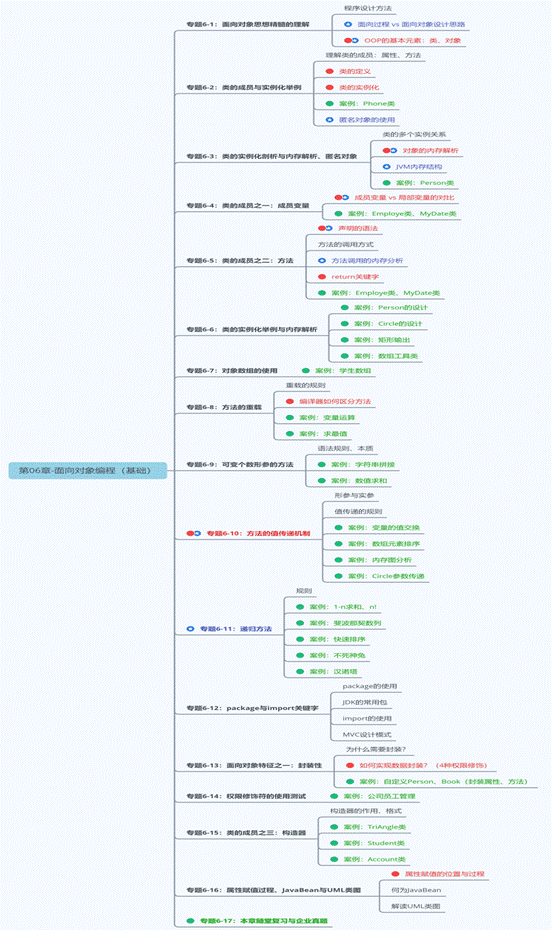 第06章-面向对象编程（基础）
专题6-1：面向对象思想精髓的理解
程序设计方法
面向过程 vs 面向对象设计思路
OOP的基本元素：类、对象
专题6-2：类的成员与实例化举例
理解类的成员：属性、方法
类的定义
类的实例化
案例：Phone类
匿名对象的使用
专题6-3：类的实例化剖析与内存解析、匿名对象
类的多个实例关系
对象的内存解析
JVM内存结构
案例：Person类
专题6-4：类的成员之一：成员变量
成员变量 vs 局部变量的对比
案例：Employe类、MyDate类
专题6-5：类的成员之二：方法
声明的语法
方法的调用方式
方法调用的内存分析
return关键字
案例：Employe类、MyDate类
专题6-6：类的实例化举例与内存解析
案例：Person的设计
案例：Circle的设计
案例：矩形输出
案例：数组工具类
专题6-7：对象数组的使用
案例：学生数组
专题6-8：方法的重载
重载的规则
编译器如何区分方法
案例：变量运算
案例：求最值
专题6-9：可变个数形参的方法
语法规则、本质
案例：字符串拼接
案例：数值求和
专题6-10：方法的值传递机制
形参与实参
值传递的规则
案例：变量的值交换
案例：数组元素排序
案例：内存图分析
案例：Circle参数传递
专题6-11：递归方法
规则
案例：1-n求和、n!
案例：斐波那契数列
案例：快速排序
案例：不死神兔
案例：汉诺塔
专题6-12：package与import关键字
package的使用
JDK的常用包
import的使用
MVC设计模式
专题6-13：面向对象特征之一：封装性
为什么需要封装？
如何实现数据封装？（4种权限修饰）
案例：自定义Person、Book（封装属性、方法）
专题6-14：权限修饰符的使用测试
案例：公司员工管理
专题6-15：类的成员之三：构造器
构造器的作用、格式
案例：TriAngle类
案例：Student类
案例：Account类
专题6-16：属性赋值过程、JavaBean与UML类图
属性赋值的位置与过程
何为JavaBean
解读UML类图
专题6-17：本章随堂复习与企业真题